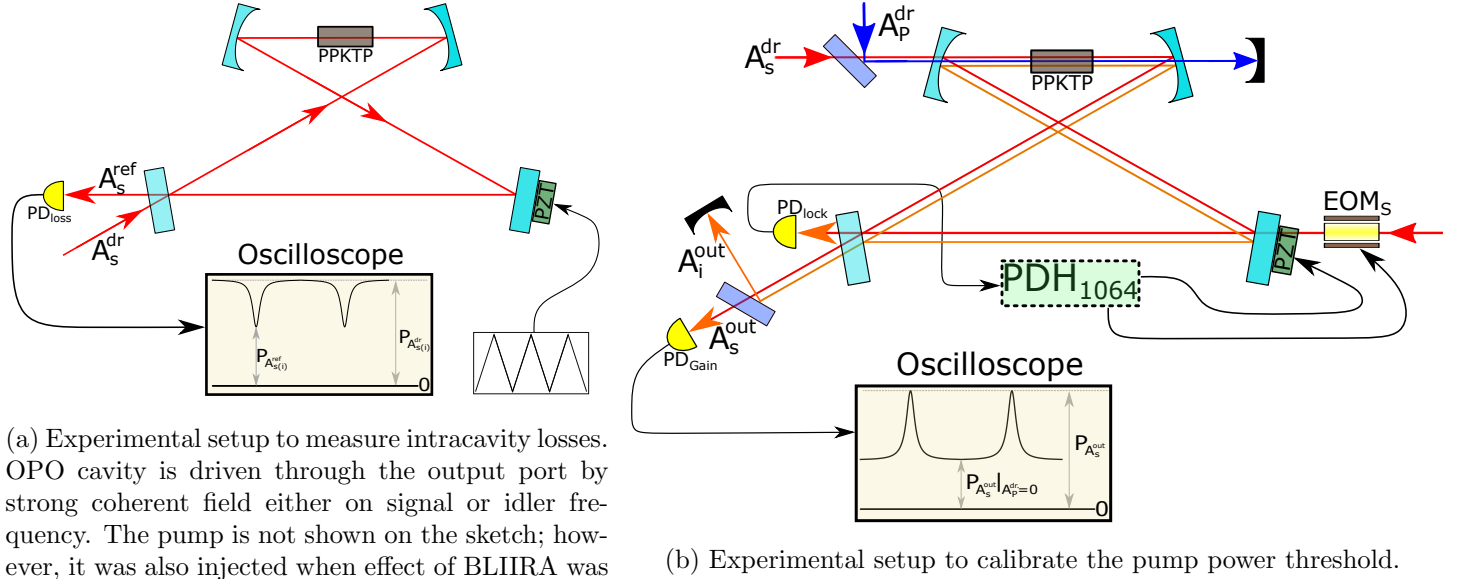 PPKTP
A_s^ref
PD_loss
A_s^dr
PZT
Oscilloscope
P_{A_{s(i)}^{ref}}
P_{A_{s(i)}^{dr}}
0
(a) Experimental setup to measure intracavity losses.
OPO cavity is driven through the output port by
strong coherent field either on signal or idler fre-
quency. The pump is not shown on the sketch; how-
ever, it was also injected when effect of BLIIRA was
A_P^dr
A_s^dr
PPKTP
EOM_S
PD_lock
A_i^out
PZT
PDH_1064
A_s^out
PD_Gain
Oscilloscope
P_{A_s^{out}}
P_{A_s^{out}}|_{A_P^{dr}=0}
0
(b) Experimental setup to calibrate the pump power threshold.